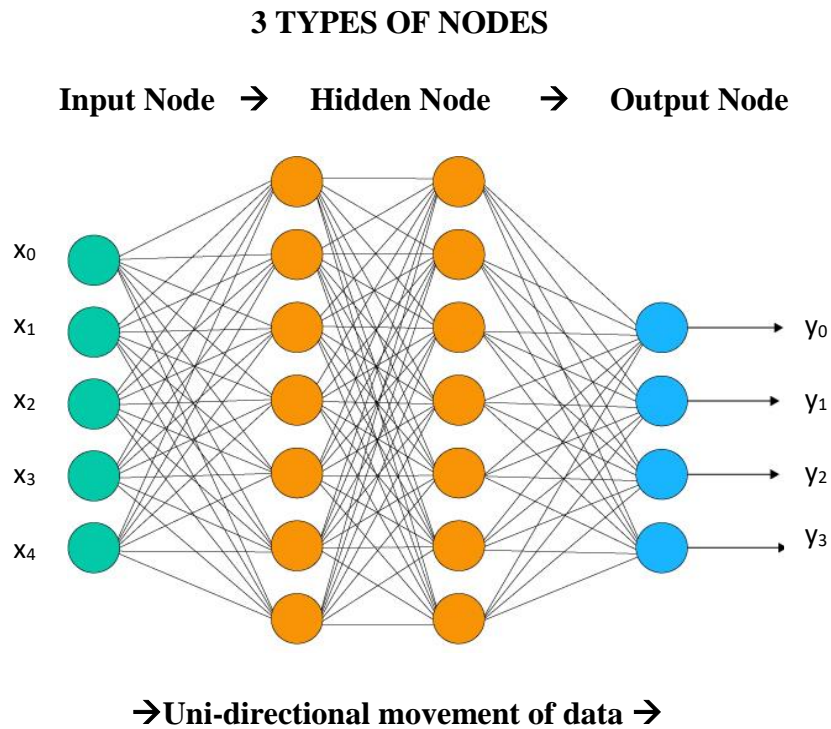 3 TYPES OF NODES
Input Node → Hidden Node → Output Node
x₀
x₁ y₀
x₂ y₁
x₃ y₂
x₄ y₃
→Uni-directional movement of data →